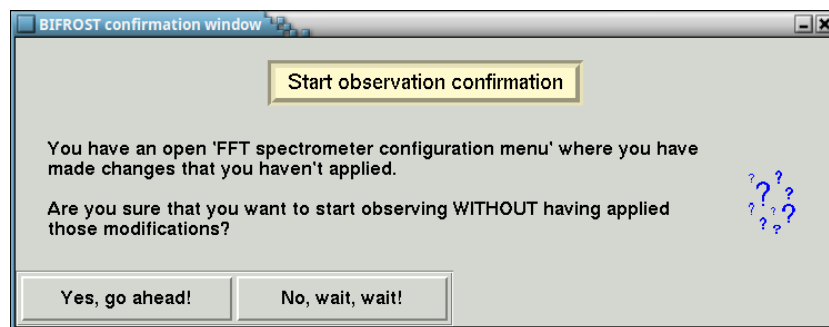 BIFROST confirmation window
Start observation confirmation
You have an open 'FFT spectrometer configuration menu' where you have
made changes that you haven't applied.
Are you sure that you want to start observing WITHOUT having applied
those modifications?
Yes, go ahead!
No, wait, wait!